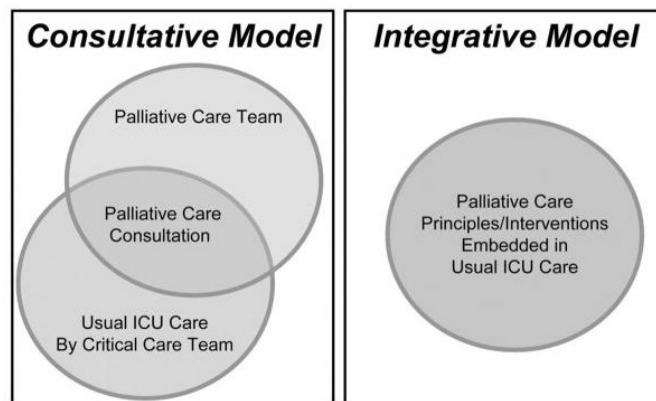 Consultative Model
Palliative Care Team
Palliative Care
Consultation
Usual ICU Care
By Critical Care Team
Integrative Model
Palliative Care
Principles/Interventions
Embedded in
Usual ICU Care